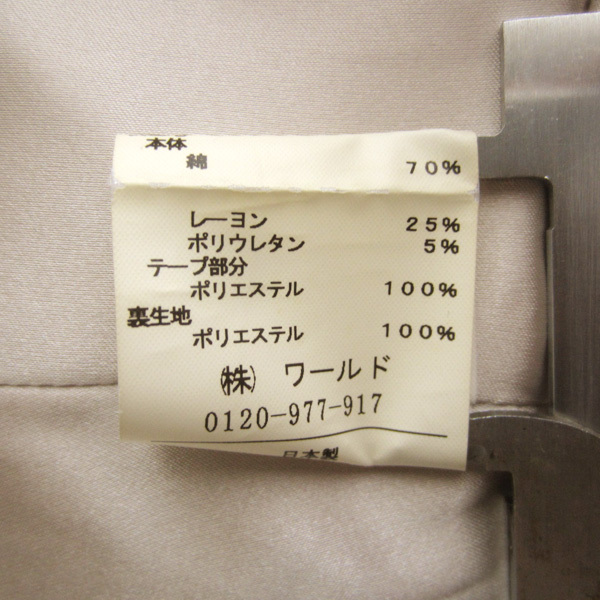 本体
綿 70%
レーヨン 25%
ポリウレタン 5%
テープ部分
ポリエステル 100%
裏生地
ポリエステル 100%
㈱ ワールド
0120-977-917
日本製